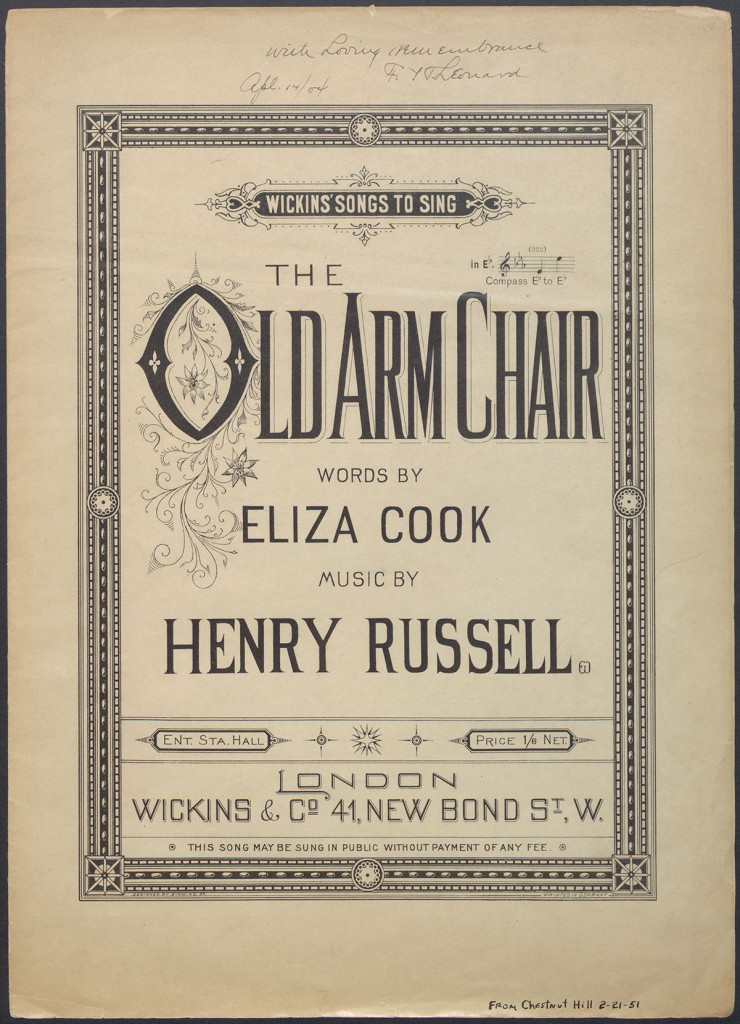 with Loving remembrance
F. Y. T. Leonard
Apl. 14/04
WICKINS' SONGS TO SING
in E♭.
(333)
Compass E♭ to E♭
THE
OLD ARM CHAIR
WORDS BY
ELIZA COOK
MUSIC BY
HENRY RUSSELL
ENT. STA. HALL
PRICE 1/6 NET.
LONDON
WICKINS & Co 41, NEW BOND ST, W.
THIS SONG MAY BE SUNG IN PUBLIC WITHOUT PAYMENT OF ANY FEE.
From Chestnut Hill 2-21-51